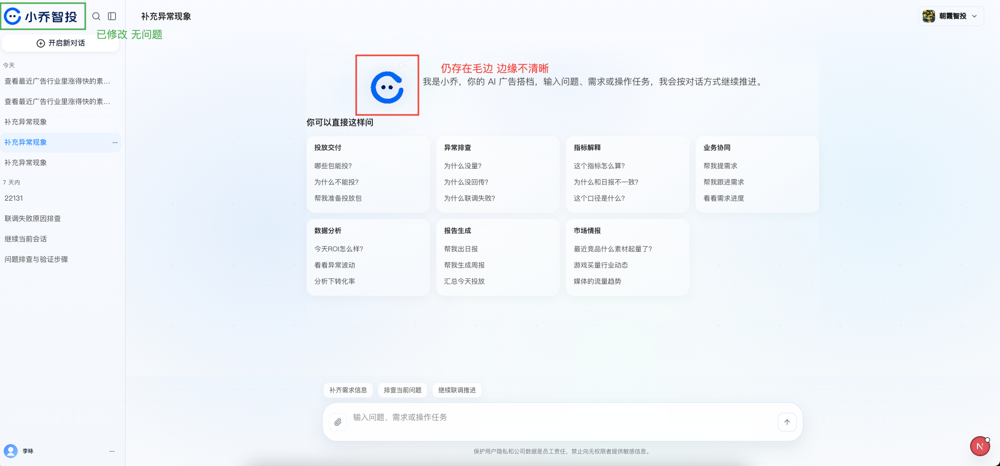 小乔智投
已修改 无问题
开启新对话
今天
查看最近广告行业里涨得快的素...
查看最近广告行业里涨得快的素...
补充异常现象
补充异常现象
补充异常现象
7 天内
22131
联调失败原因排查
继续当前会话
问题排查与验证步骤
李咏
补充异常现象
朝霞智投
仍存在毛边 边缘不清晰
我是小乔，你的 AI 广告搭档，输入问题、需求或操作任务，我会按对话方式继续推进。
你可以直接这样问
投放交付
哪些包能投?
为什么不能投?
帮我准备投放包
异常排查
为什么没量?
为什么没回传?
为什么联调失败?
指标解释
这个指标怎么算?
为什么和日报不一致?
这个口径是什么?
业务协同
帮我提需求
帮我跟进需求
看看需求进度
数据分析
今天ROI怎么样?
看看异常波动
分析下转化率
报告生成
帮我出日报
帮我生成周报
汇总今天投放
市场情报
最近竞品什么素材起量了?
游戏买量行业动态
媒体的流量趋势
补齐需求信息
排查当前问题
继续联调推进
输入问题、需求或操作任务
保护用户隐私和公司数据是员工责任，禁止向无权限者提供敏感信息。
N